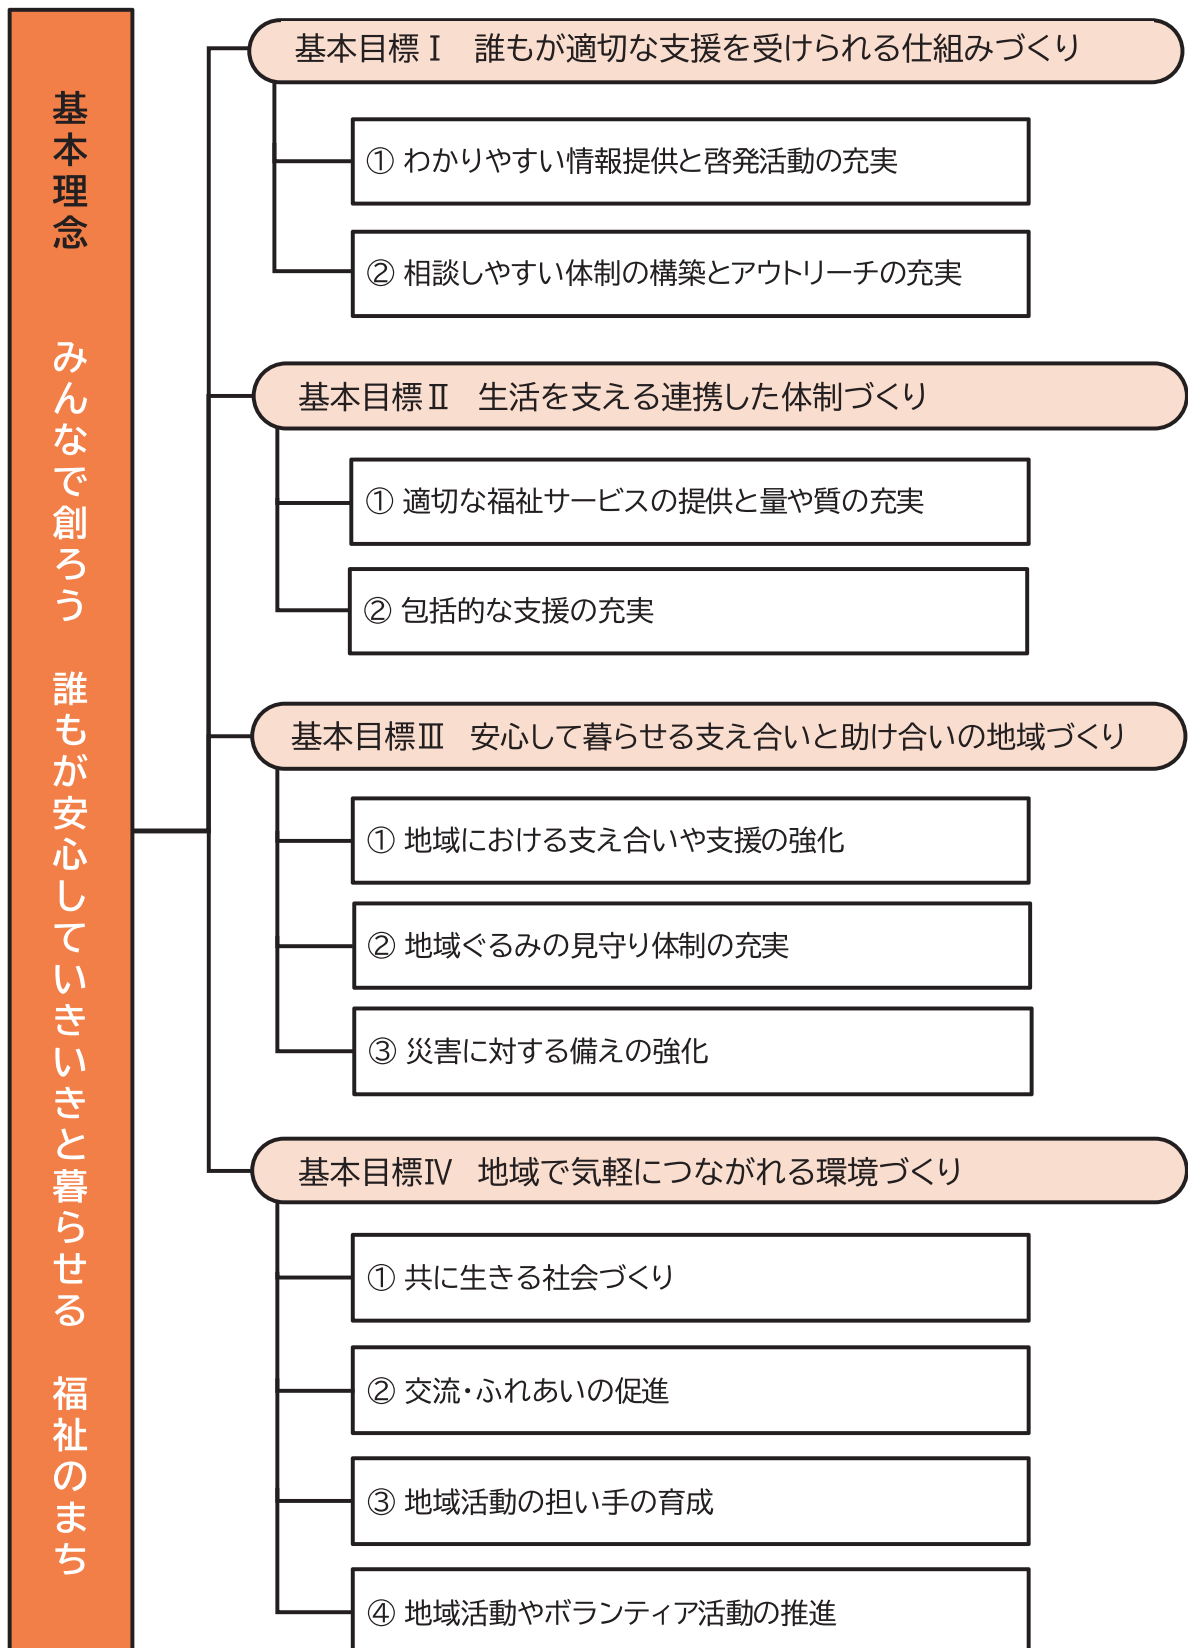 基本理念　みんなで創ろう　誰もが安心していきいきと暮らせる　福祉のまち
基本目標Ⅰ　誰もが適切な支援を受けられる仕組みづくり
① わかりやすい情報提供と啓発活動の充実
② 相談しやすい体制の構築とアウトリーチの充実
基本目標Ⅱ　生活を支える連携した体制づくり
① 適切な福祉サービスの提供と量や質の充実
② 包括的な支援の充実
基本目標Ⅲ　安心して暮らせる支え合いと助け合いの地域づくり
① 地域における支え合いや支援の強化
② 地域ぐるみの見守り体制の充実
③ 災害に対する備えの強化
基本目標Ⅳ　地域で気軽につながれる環境づくり
① 共に生きる社会づくり
② 交流・ふれあいの促進
③ 地域活動の担い手の育成
④ 地域活動やボランティア活動の推進